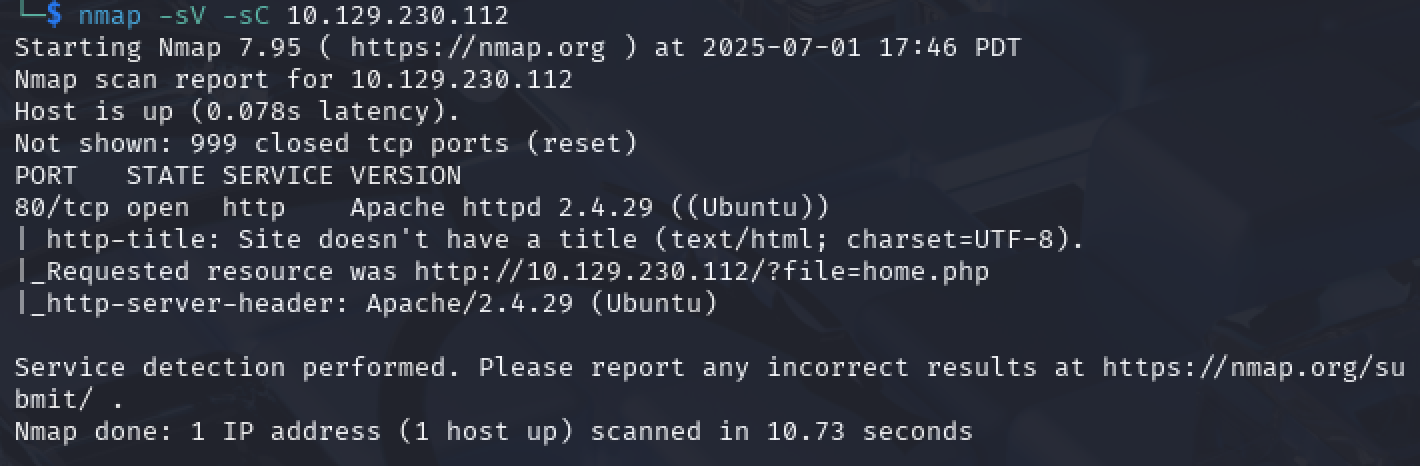 └─$ nmap -sV -sC 10.129.230.112
Starting Nmap 7.95 ( https://nmap.org ) at 2025-07-01 17:46 PDT
Nmap scan report for 10.129.230.112
Host is up (0.078s latency).
Not shown: 999 closed tcp ports (reset)
PORT   STATE SERVICE VERSION
80/tcp open  http    Apache httpd 2.4.29 ((Ubuntu))
| http-title: Site doesn't have a title (text/html; charset=UTF-8).
|_Requested resource was http://10.129.230.112/?file=home.php
|_http-server-header: Apache/2.4.29 (Ubuntu)
Service detection performed. Please report any incorrect results at https://nmap.org/su
bmit/ .
Nmap done: 1 IP address (1 host up) scanned in 10.73 seconds